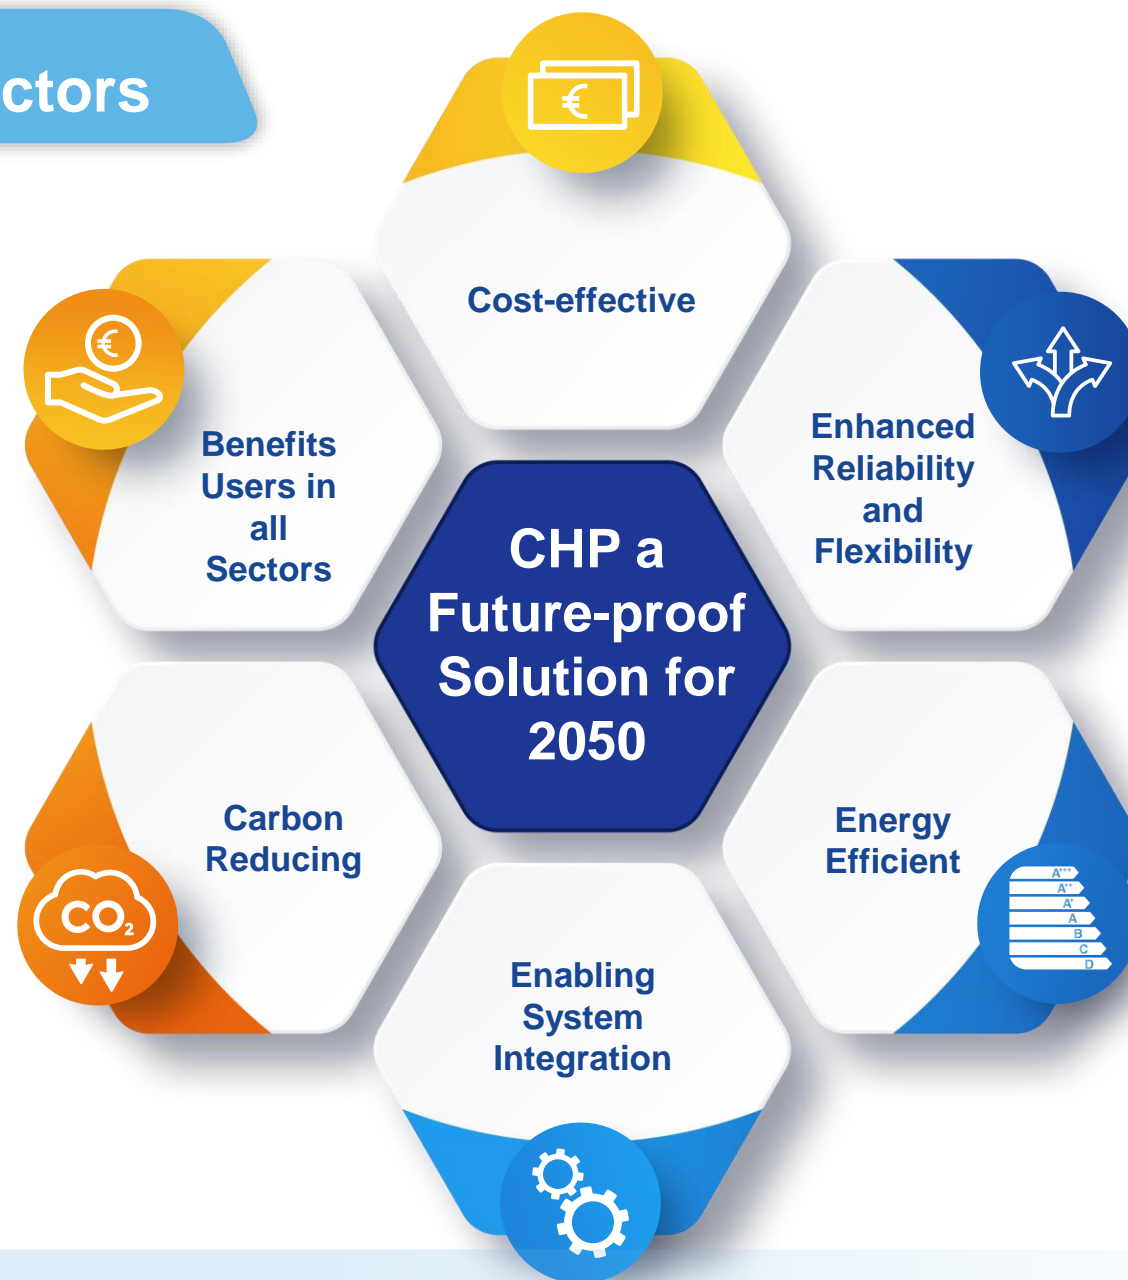 ctors
€
Cost-effective
€
Benefits
Users in
all
Sectors
Enhanced
Reliability
and
Flexibility
CHP a
Future-proof
Solution for
2050
Carbon
Reducing
CO₂
Energy
Efficient
A⁺⁺⁺
A⁺⁺
A⁺
A
B
C
D
Enabling
System
Integration